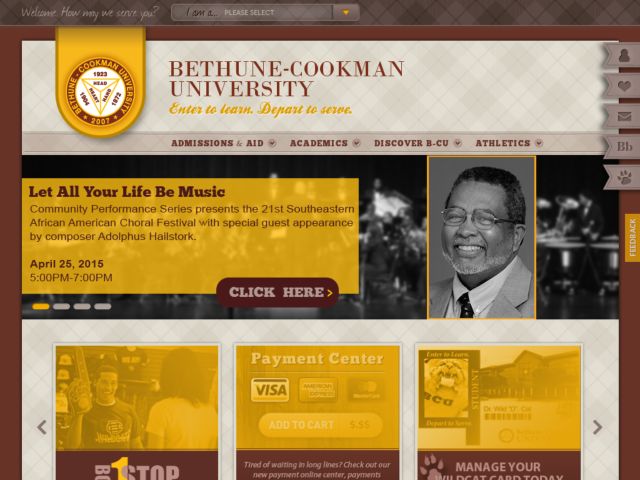 Welcome. How may we serve you?
I am a... PLEASE SELECT
BETHUNE - COOKMAN UNIVERSITY
1923
HEAD
HEART
HAND
1904
1872
2007
BETHUNE-COOKMAN
UNIVERSITY
Enter to learn. Depart to serve.
ADMISSIONS & AID
ACADEMICS
DISCOVER B-CU
ATHLETICS
Bb
FEEDBACK
Let All Your Life Be Music
Community Performance Series presents the 21st Southeastern
African American Choral Festival with special guest appearance
by composer Adolphus Hailstork.
April 25, 2015
5:00PM-7:00PM
CLICK HERE >
Payment Center
VISA
AMERICAN EXPRESS
MasterCard
ADD TO CART $.$$
Tired of waiting in long lines? Check out our
new payment online center, payments
WILDCAT
1STOP
Enter to Learn.
STUDENT
BCU
Dr. Wild "D". Cat
Depart to Serve.
MANAGE YOUR
WILDCAT CARD TODAY